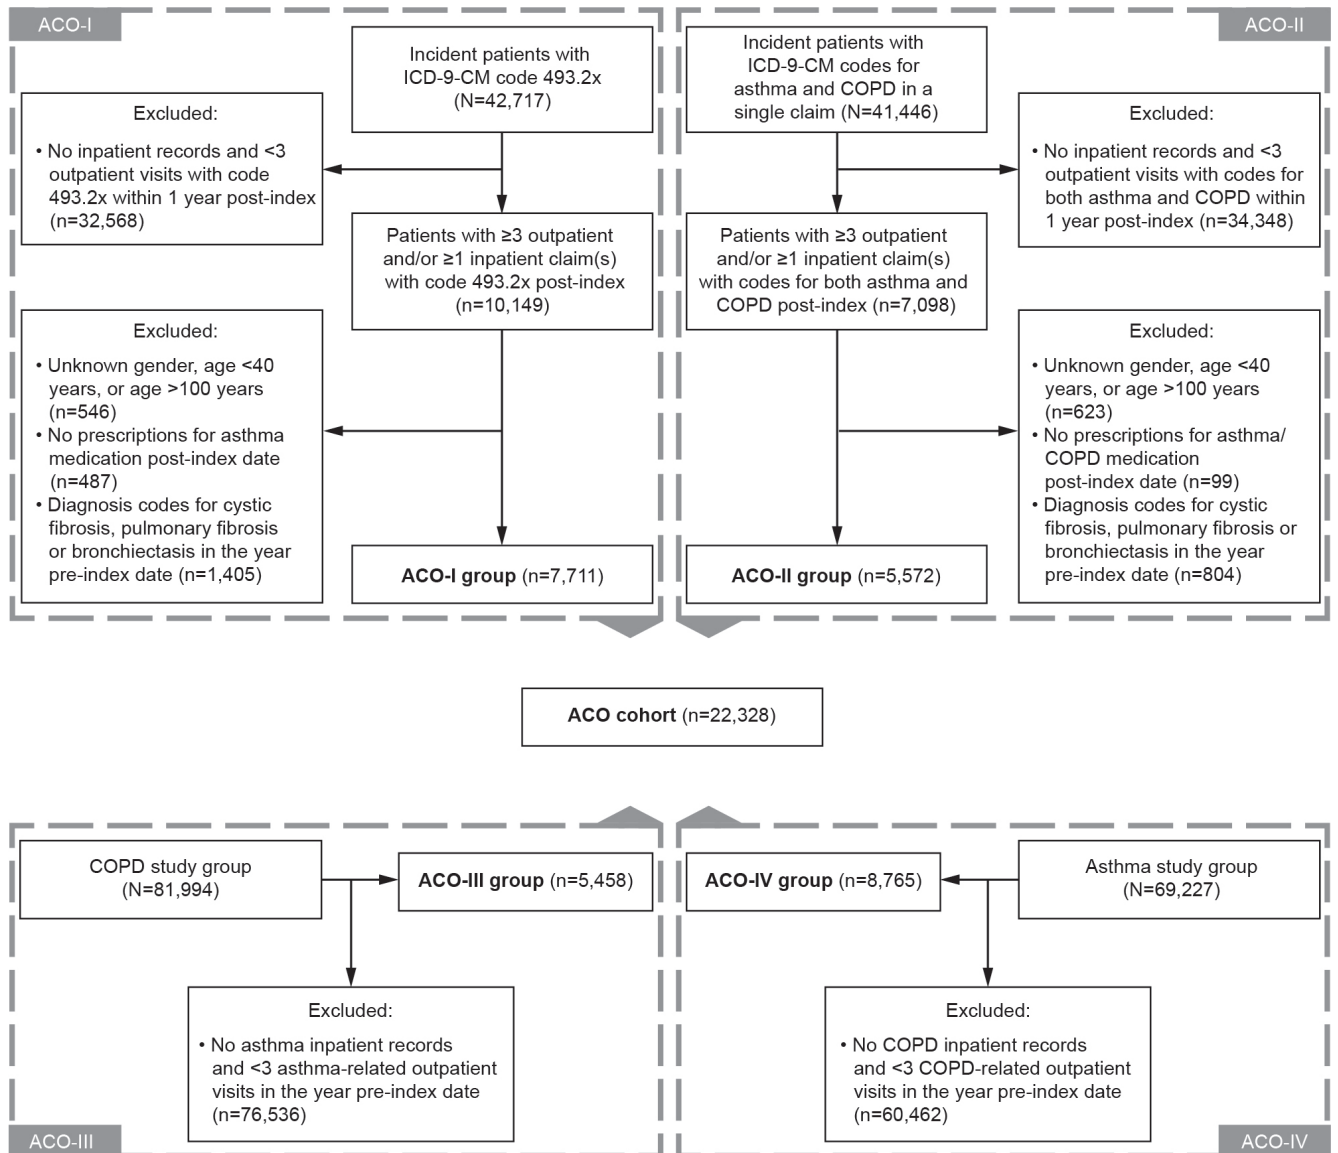 ACO-I
Incident patients with
ICD-9-CM code 493.2x
(N=42,717)
Excluded:
• No inpatient records and <3
outpatient visits with code
493.2x within 1 year post-index
(n=32,568)
Patients with ≥3 outpatient
and/or ≥1 inpatient claim(s)
with code 493.2x post-index
(n=10,149)
Excluded:
• Unknown gender, age <40
years, or age >100 years
(n=546)
• No prescriptions for asthma
medication post-index date
(n=487)
• Diagnosis codes for cystic
fibrosis, pulmonary fibrosis
or bronchiectasis in the year
pre-index date (n=1,405)
ACO-I group (n=7,711)
ACO-II
Incident patients with
ICD-9-CM codes for
asthma and COPD in a
single claim (N=41,446)
Excluded:
• No inpatient records and <3
outpatient visits with codes for
both asthma and COPD within
1 year post-index (n=34,348)
Patients with ≥3 outpatient
and/or ≥1 inpatient claim(s)
with codes for both asthma and
COPD post-index (n=7,098)
Excluded:
• Unknown gender, age <40
years, or age >100 years
(n=623)
• No prescriptions for asthma/
COPD medication
post-index date (n=99)
• Diagnosis codes for cystic
fibrosis, pulmonary fibrosis or
bronchiectasis in the year
pre-index date (n=804)
ACO-II group (n=5,572)
ACO cohort (n=22,328)
COPD study group
(N=81,994)
ACO-III group (n=5,458)
Excluded:
• No asthma inpatient records
and <3 asthma-related outpatient
visits in the year pre-index date
(n=76,536)
ACO-III
ACO-IV group (n=8,765)
Asthma study group
(N=69,227)
Excluded:
• No COPD inpatient records
and <3 COPD-related outpatient
visits in the year pre-index date
(n=60,462)
ACO-IV